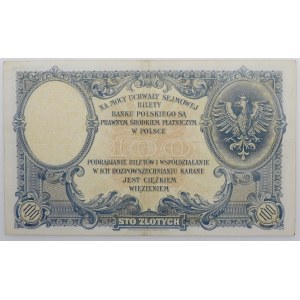 NA MOCY UCHWAŁY SEJMOWEJ
BILETY
BANKU POLSKIEGO SĄ
PRAWNYM ŚRODKIEM PŁATNICZYM
W POLSCE
PODRABIANIE BILETÓW I WSPÓŁDZIAŁANIE
W ICH ROZPOWSZECHNIANIU KARANE
JEST CIĘŻKIEM
WIĘZIENIEM
100
STO ZŁOTYCH
100